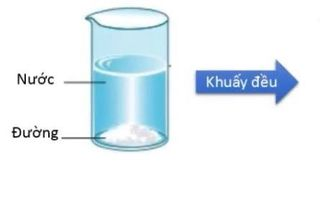 Nước
Khuấy đều
Đường